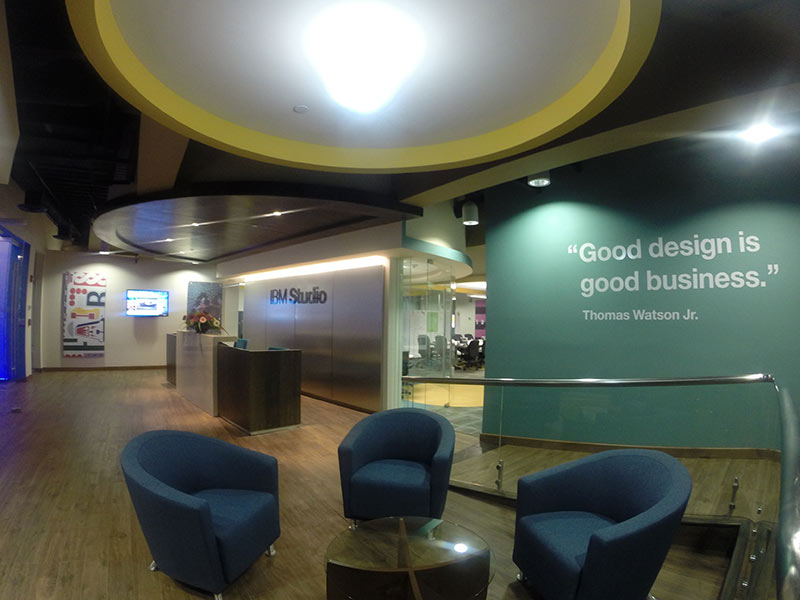 IBM Studio
“Good design is
good business.”
Thomas Watson Jr.